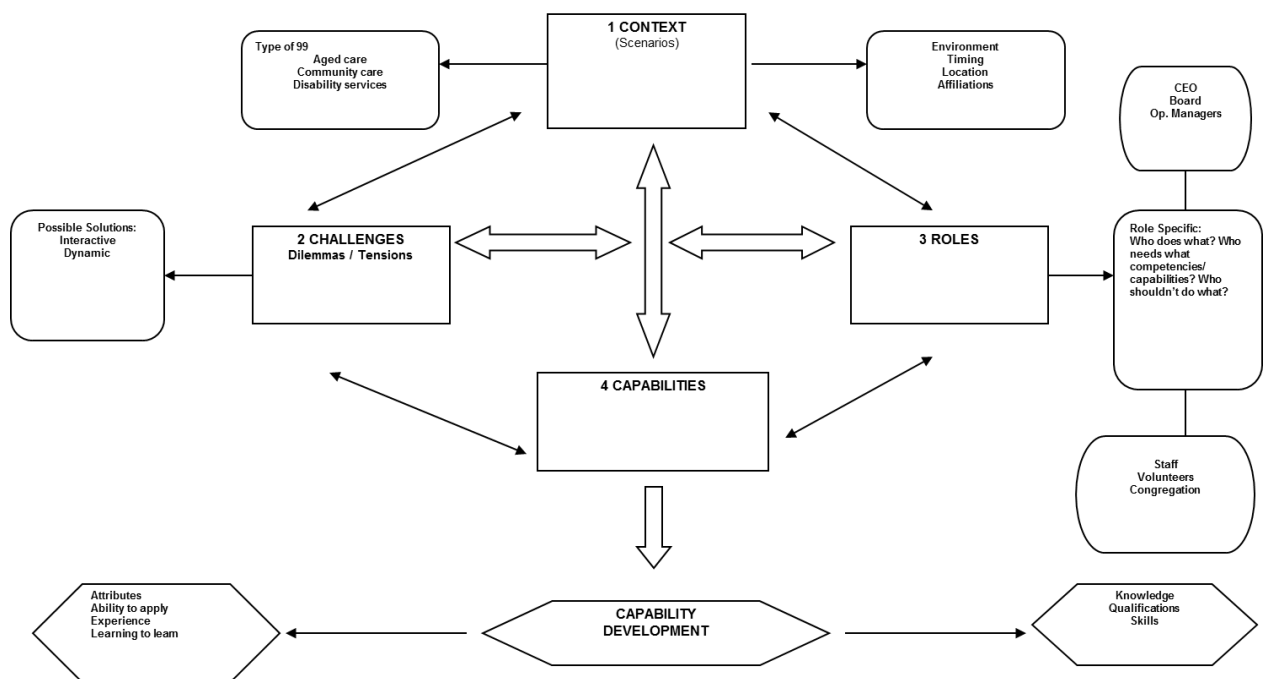 1 CONTEXT
(Scenarios)
Type of 99
Aged care
Community care
Disability services
Environment
Timing
Location
Affiliations
CEO
Board
Op. Managers
Possible Solutions:
Interactive
Dynamic
2 CHALLENGES
Dilemmas / Tensions
3 ROLES
Role Specific:
Who does what? Who
needs what
competencies/
capabilities? Who
shouldn't do what?
4 CAPABILITIES
Staff
Volunteers
Congregation
Attributes
Ability to apply
Experience
Learning to learn
CAPABILITY
DEVELOPMENT
Knowledge
Qualifications
Skills